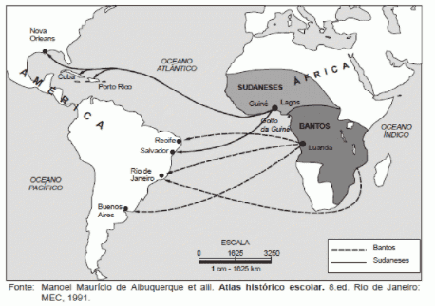 Nova
Orleans
OCEANO
ATLÂNTICO
Cuba
Porto Rico
AMÉRICA
ÁFRICA
SUDANESES
Guiné
Lagos
Golfo
da Guiné
BANTOS
Luanda
OCEANO
ÍNDICO
Recife
Salvador
Rio de
Janeiro
OCEANO
PACÍFICO
Buenos
Aires
ESCALA
0 1625 3250
1 cm - 1625 km
Bantos
Sudaneses
Fonte: Manoel Maurício de Albuquerque et alii. Atlas histórico escolar. 8.ed. Rio de Janeiro:
MEC, 1991.